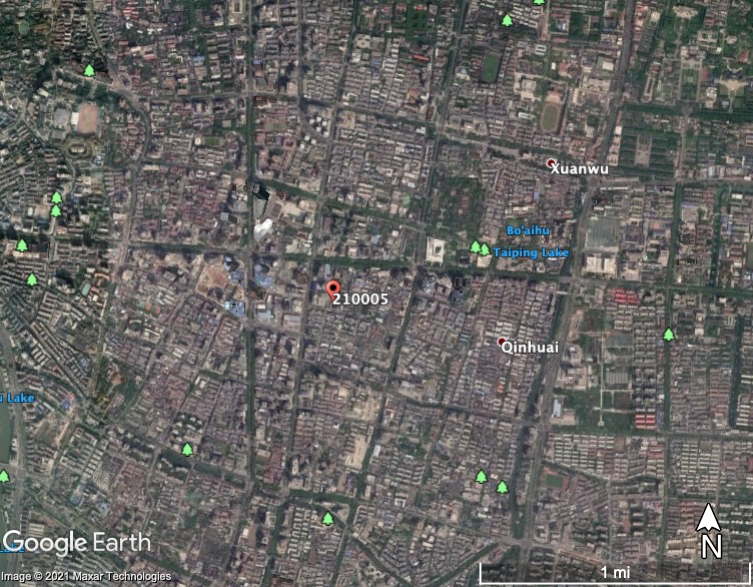 Xuanwu
Bo'aihu
Taiping Lake
210005
Qinhuai
Lake
N
Google Earth
1 mi
Image © 2021 Maxar Technologies